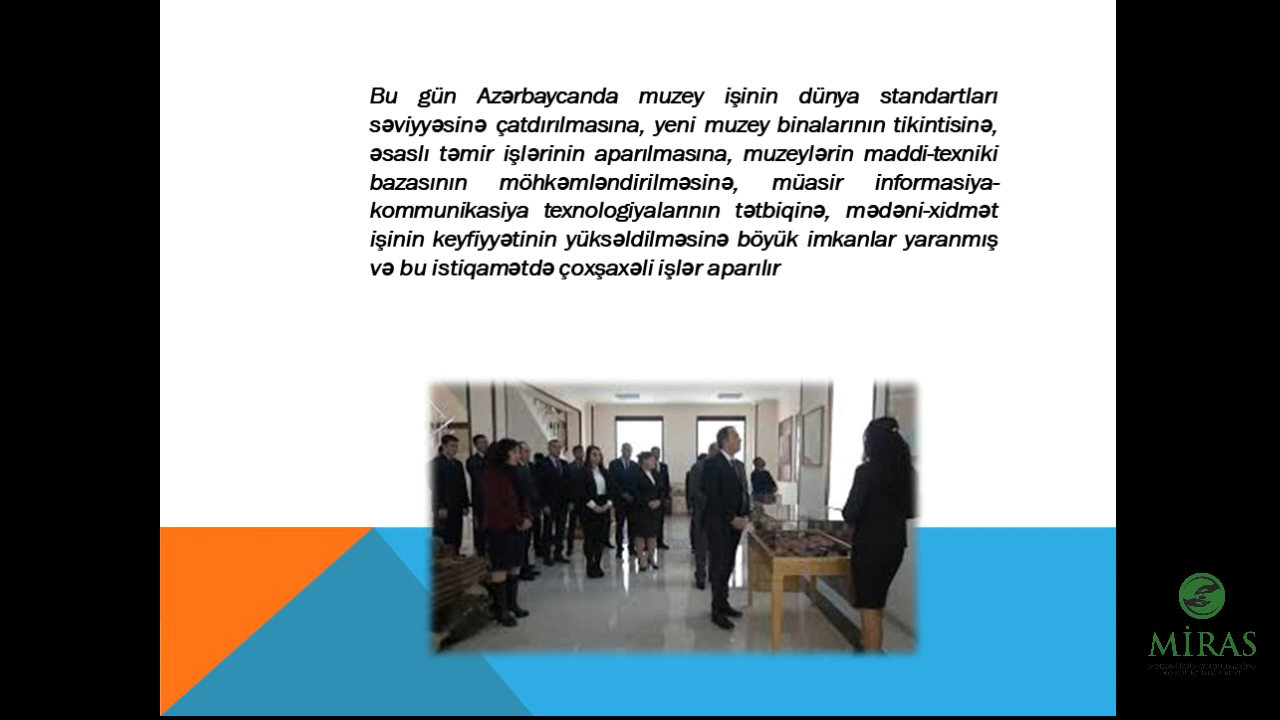 Bu gün Azərbaycanda muzey işinin dünya standartları
səviyyəsinə çatdırılmasına, yeni muzey binalarının tikintisinə,
əsaslı təmir işlərinin aparılmasına, muzeylərin maddi-texniki
bazasının möhkəmləndirilməsinə, müasir informasiya-
kommunikasiya texnologiyalarının tətbiqinə, mədəni-xidmət
işinin keyfiyyətinin yüksəldilməsinə böyük imkanlar yaranmış
və bu istiqamətdə çoxşaxəli işlər aparılır
MİRAS